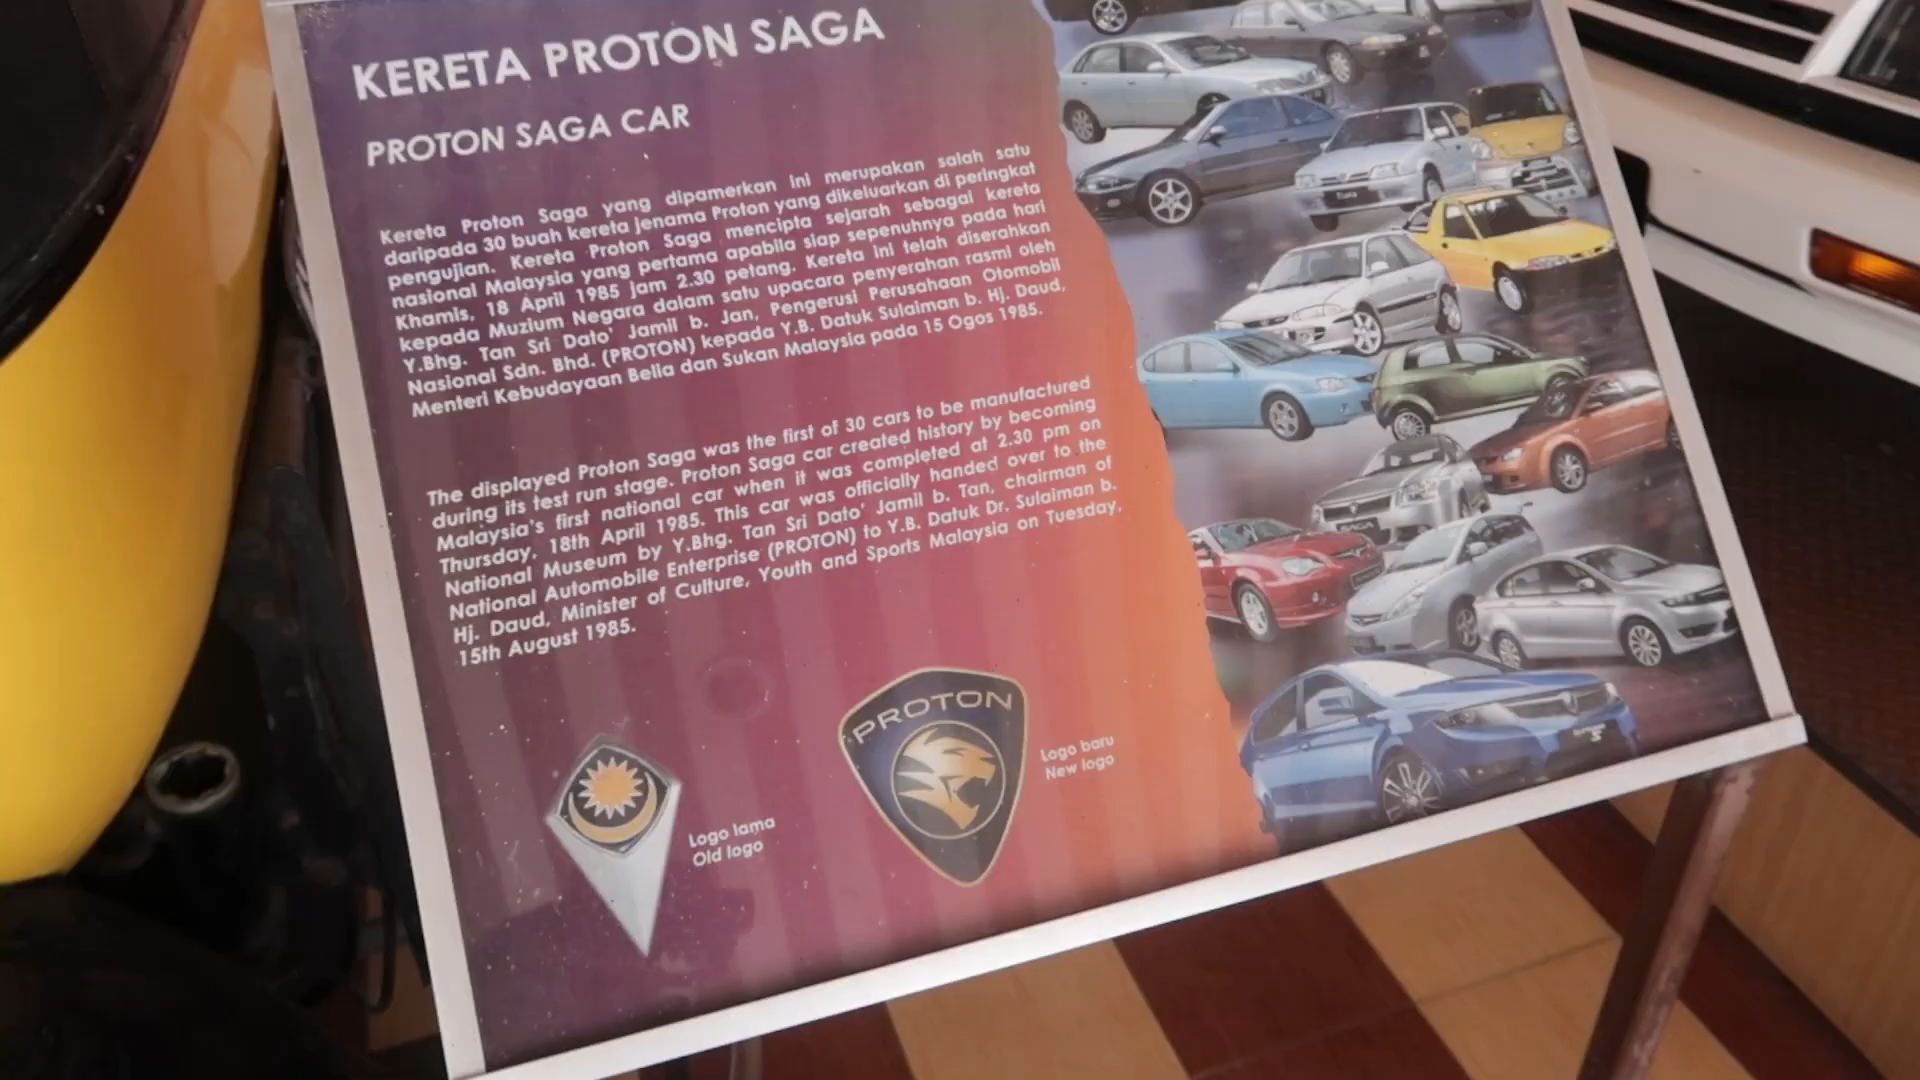 KERETA PROTON SAGA
PROTON SAGA CAR
Kereta Proton Saga yang dipamerkan ini merupakan salah satu
daripada 30 buah kereta jenama Proton yang dikeluarkan di peringkat
pengujian. Kereta Proton Saga mencipta sejarah sebagai kereta
nasional Malaysia yang pertama apabila siap sepenuhnya pada hari
Khamis, 18 April 1985 jam 2.30 petang. Kereta ini telah diserahkan
kepada Muzium Negara dalam satu upacara penyerahan rasmi oleh
Y.Bhg. Tan Sri Dato' Jamil b. Jan, Pengerusi Perusahaan Otomobil
Nasional Sdn. Bhd. (PROTON) kepada Y.B. Datuk Sulaiman b. Hj. Daud,
Menteri Kebudayaan Belia dan Sukan Malaysia pada 15 Ogos 1985.
The displayed Proton Saga was the first of 30 cars to be manufactured
during its test run stage. Proton Saga car created history by becoming
Malaysia's first national car when it was completed at 2.30 pm on
Thursday, 18th April 1985. This car was officially handed over to the
National Museum by Y.Bhg. Tan Sri Dato' Jamil b. Tan, chairman of
National Automobile Enterprise (PROTON) to Y.B. Datuk Dr. Sulaiman b.
Hj. Daud, Minister of Culture, Youth and Sports Malaysia on Tuesday,
15th August 1985.
PROTON
Logo baru
New logo
Logo lama
Old logo
Tiara
SAGA